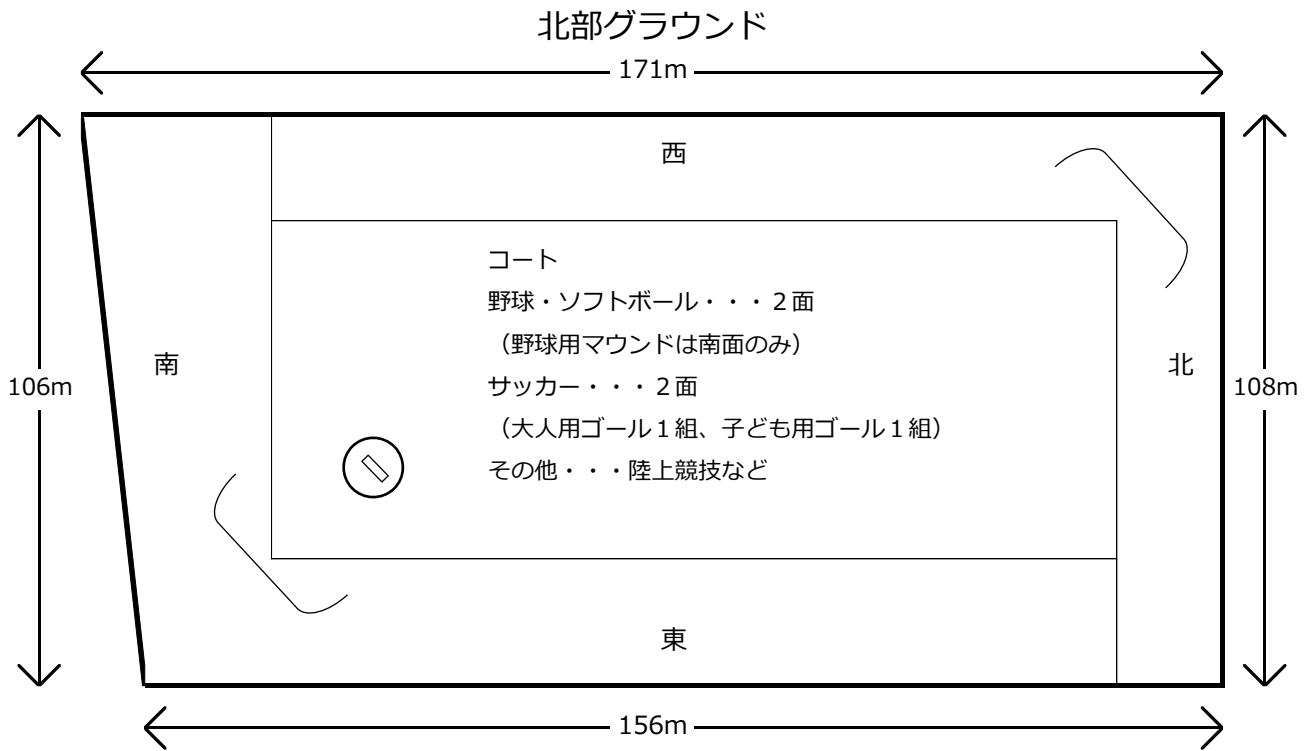 北部グラウンド
171m
西
コート
野球・ソフトボール・・・２面
（野球用マウンドは南面のみ）
南
北
106m
サッカー・・・２面
108m
（大人用ゴール１組、子ども用ゴール１組）
その他・・・陸上競技など
東
156m